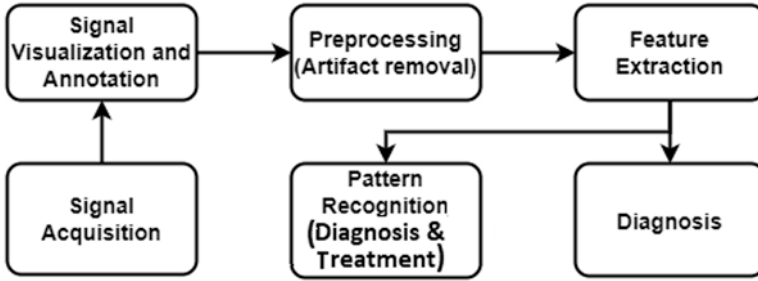 Signal
Visualization and
Annotation
Preprocessing
(Artifact removal)
Feature
Extraction
Signal
Acquisition
Pattern
Recognition
(Diagnosis &
Treatment)
Diagnosis